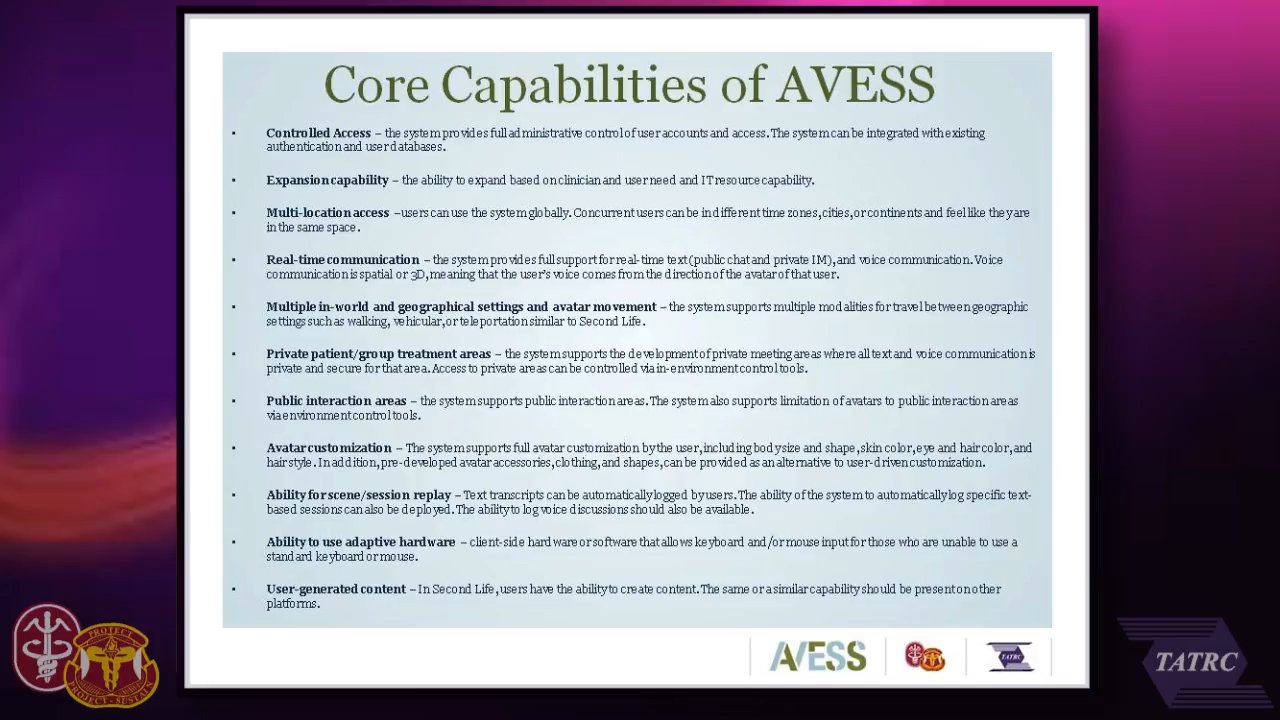 Core Capabilities of AVESS
• Controlled Access – the system provides full administrative control of user accounts and access. The system can be integrated with existing
authentication and user databases.
• Expansion capability – the ability to expand based on clinician and user need and IT resource capability.
• Multi-location access –users can use the system globally. Concurrent users can be in different time zones, cities, or continents and feel like they are
in the same space.
• Real-time communication – the system provides full support for real-time text (public chat and private IM), and voice communication. Voice
communication is spatial or 3D, meaning that the user's voice comes from the direction of the avatar of that user.
• Multiple in-world and geographical settings and avatar movement – the system supports multiple modalities for travel between geographic
settings such as walking, vehicular, or teleportation similar to Second Life.
• Private patient/group treatment areas – the system supports the development of private meeting areas where all text and voice communication is
private and secure for that area. Access to private areas can be controlled via in-environment control tools.
• Public interaction areas – the system supports public interaction areas. The system also supports limitation of avatars to public interaction areas
via environment control tools.
• Avatar customization – The system supports full avatar customization by the user, including body size and shape, skin color, eye and hair color, and
hair style. In addition, pre-developed avatar accessories, clothing, and shapes, can be provided as an alternative to user-driven customization.
• Ability for scene/session replay – Text transcripts can be automatically logged by users. The ability of the system to automatically log specific text-
based sessions can also be deployed. The ability to log voice discussions should also be available.
• Ability to use adaptive hardware – client-side hardware or software that allows keyboard and/or mouse input for those who are unable to use a
standard keyboard or mouse.
• User-generated content – In Second Life, users have the ability to create content. The same or a similar capability should be present on other
platforms.
AVESS
TATRC
PROJECT
TATRC